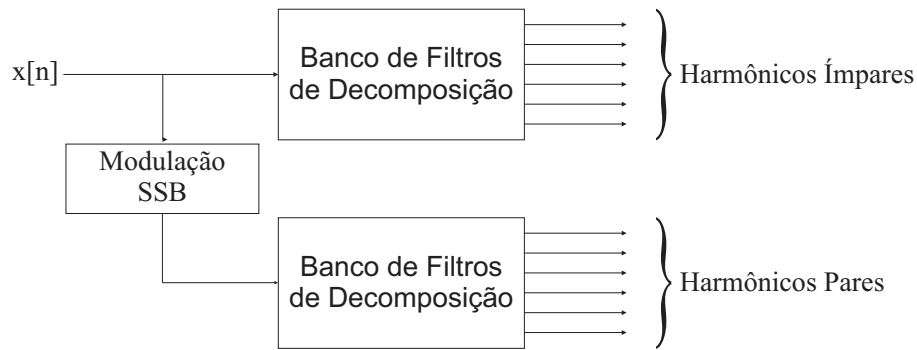 x[n]
Banco de Filtros
de Decomposição
Harmônicos Ímpares
Modulação
SSB
Banco de Filtros
de Decomposição
Harmônicos Pares